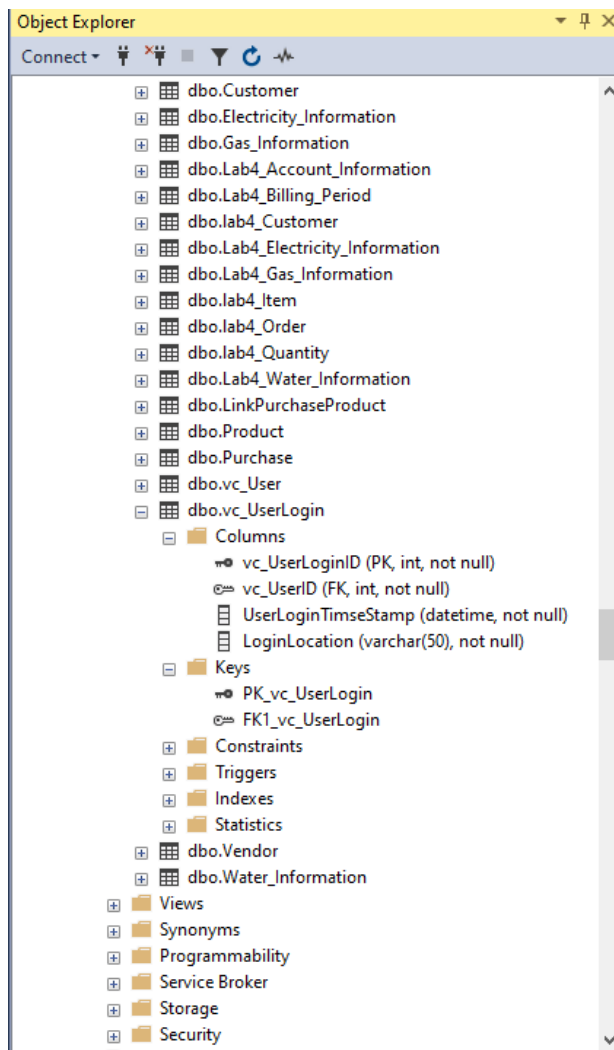 Object Explorer
Connect
dbo.Customer
dbo.Electricity_Information
dbo.Gas_Information
dbo.Lab4_Account_Information
dbo.Lab4_Billing_Period
dbo.lab4_Customer
dbo.Lab4_Electricity_Information
dbo.Lab4_Gas_Information
dbo.lab4_Item
dbo.lab4_Order
dbo.lab4_Quantity
dbo.Lab4_Water_Information
dbo.LinkPurchaseProduct
dbo.Product
dbo.Purchase
dbo.vc_User
dbo.vc_UserLogin
Columns
vc_UserLoginID (PK, int, not null)
vc_UserID (FK, int, not null)
UserLoginTimseStamp (datetime, not null)
LoginLocation (varchar(50), not null)
Keys
PK_vc_UserLogin
FK1_vc_UserLogin
Constraints
Triggers
Indexes
Statistics
dbo.Vendor
dbo.Water_Information
Views
Synonyms
Programmability
Service Broker
Storage
Security